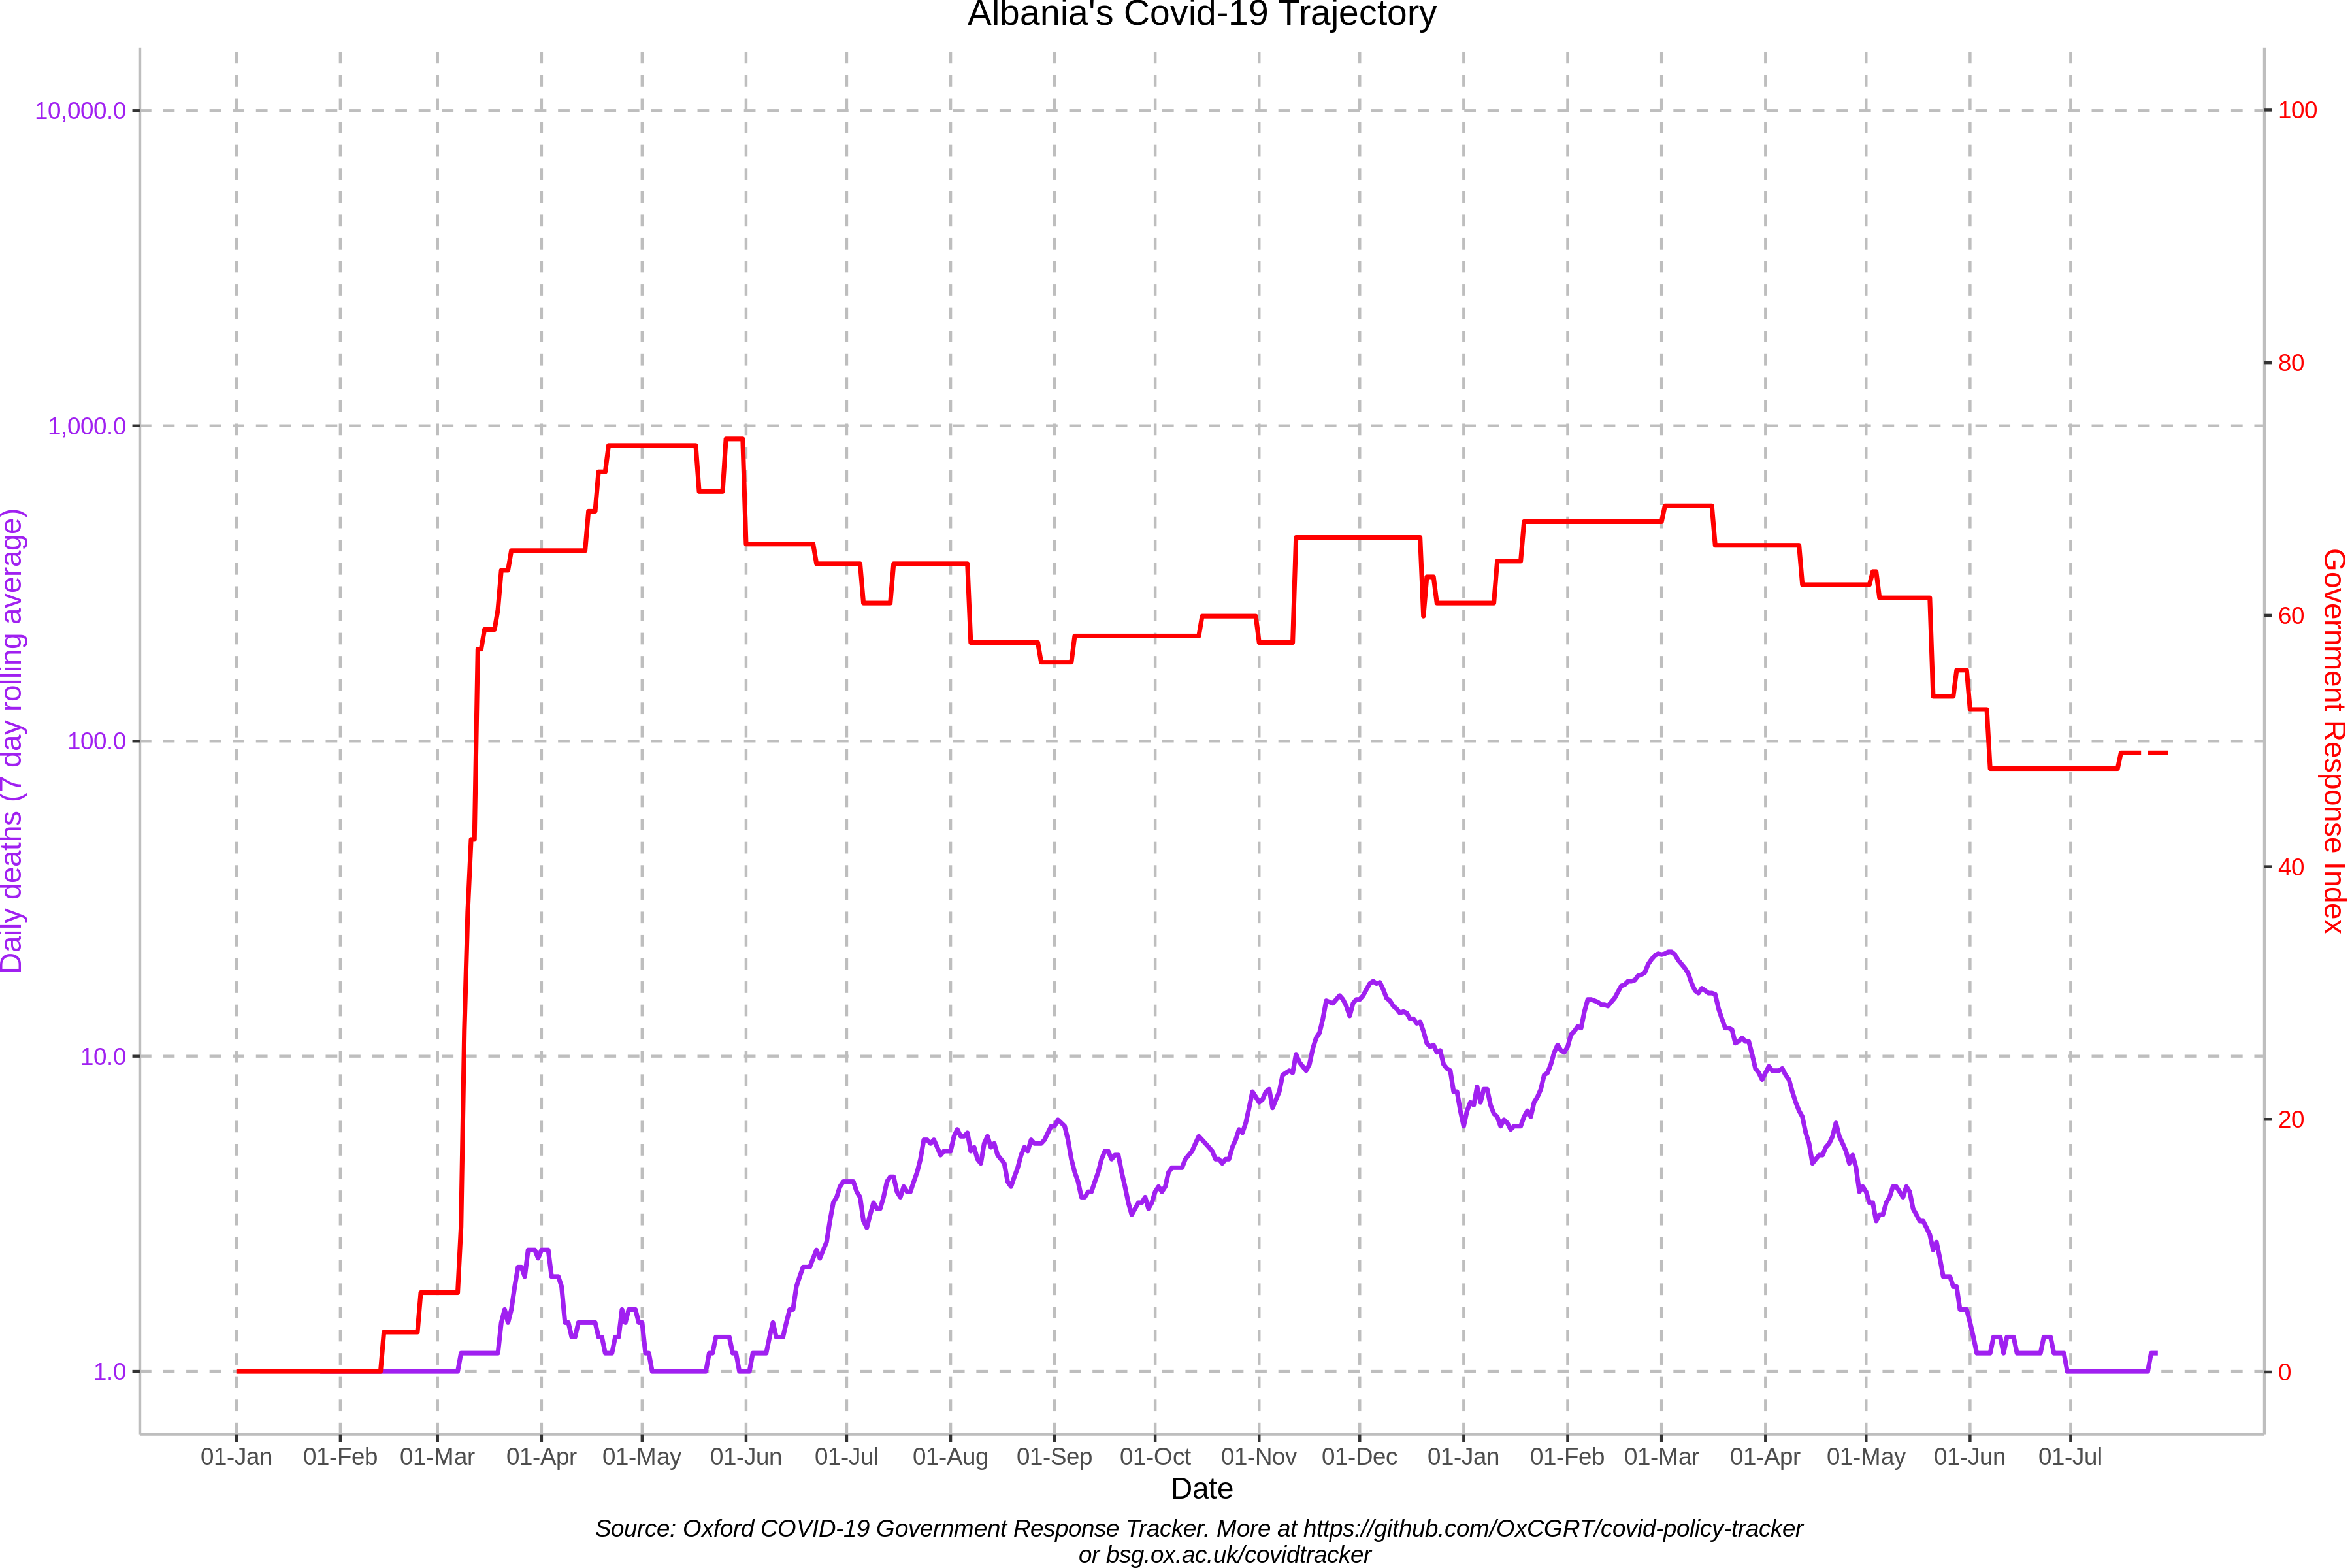 Albania's Covid-19 Trajectory
10,000.0
1,000.0
100.0
10.0
1.0
Daily deaths (7 day rolling average)
100
80
60
40
20
0
Government Response Index
01-Jan 01-Feb 01-Mar 01-Apr 01-May 01-Jun 01-Jul 01-Aug 01-Sep 01-Oct 01-Nov 01-Dec 01-Jan 01-Feb 01-Mar 01-Apr 01-May 01-Jun 01-Jul
Date
Source: Oxford COVID-19 Government Response Tracker. More at https://github.com/OxCGRT/covid-policy-tracker
or bsg.ox.ac.uk/covidtracker